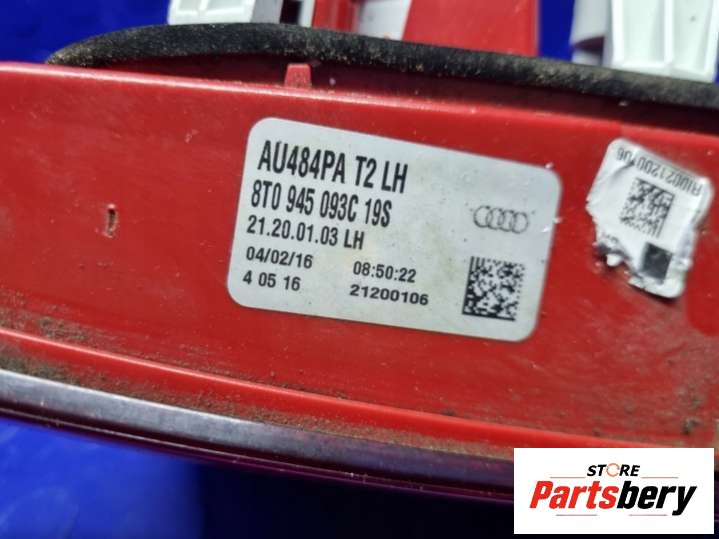 AU484PA T2 LH
8T0 945 093C 19S
21.20.01.03 LH
04/02/16 08:50:22
4 05 16 21200106
STORE
Partsbery